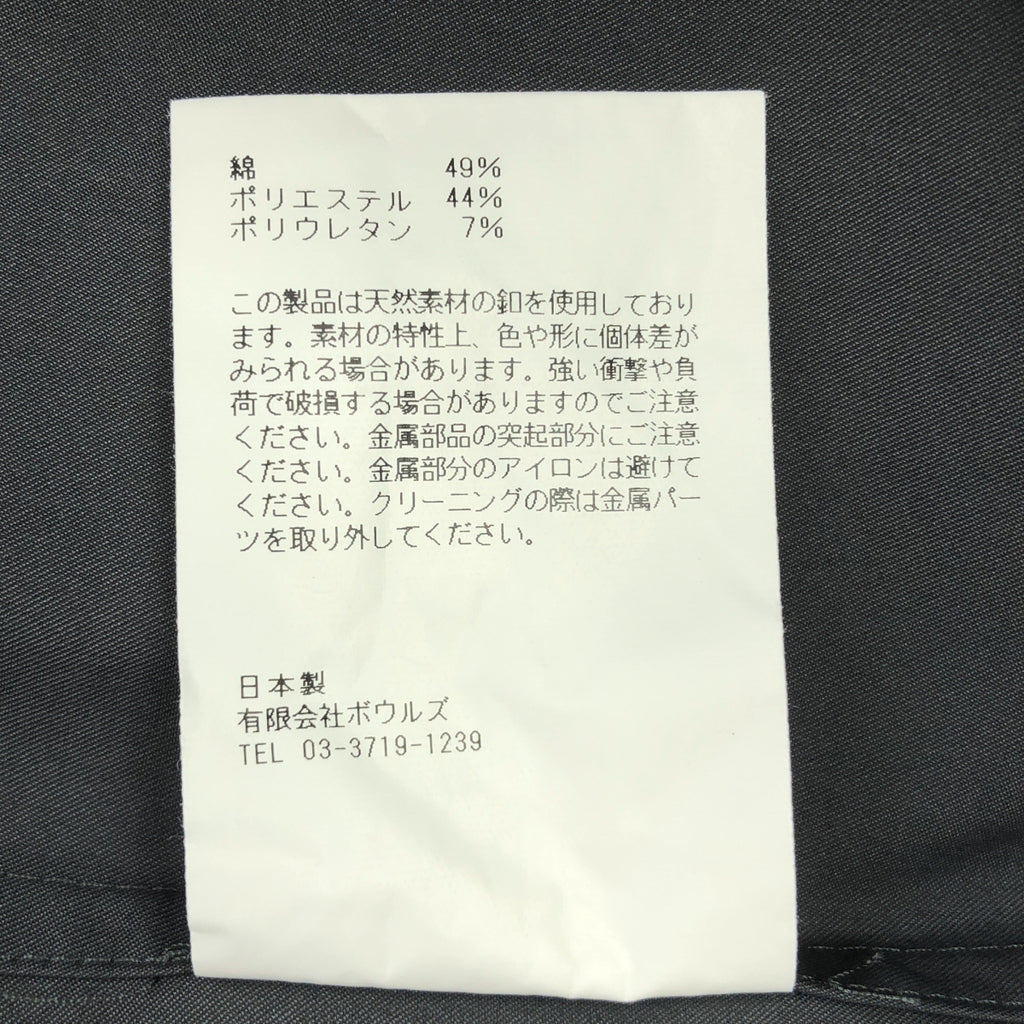 綿 49%
ポリエステル 44%
ポリウレタン 7%
この製品は天然素材の釦を使用しており
ます。素材の特性上、色や形に個体差が
みられる場合があります。強い衝撃や負
荷で破損する場合がありますのでご注意
ください。金属部品の突起部分にご注意
ください。金属部分のアイロンは避けて
ください。クリーニングの際は金属パー
ツを取り外してください。
日本製
有限会社ボウルズ
TEL 03-3719-1239